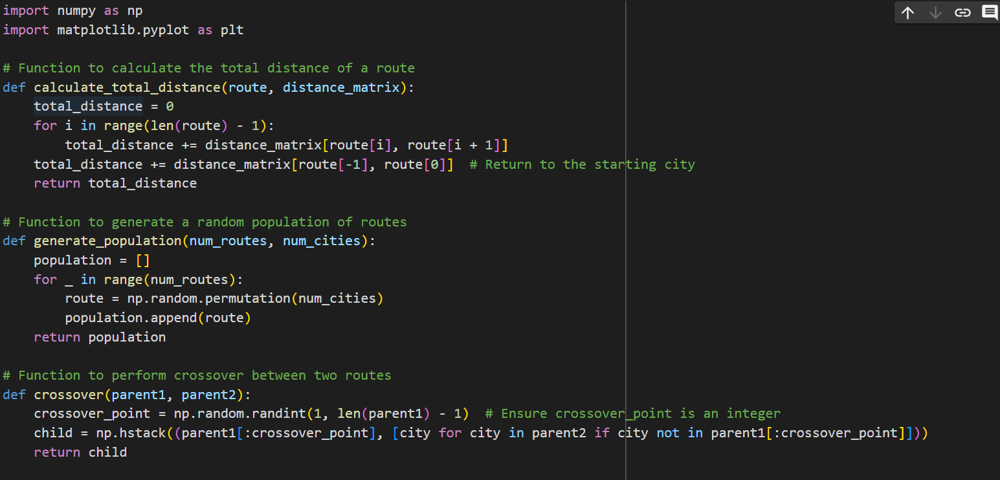 import numpy as np
import matplotlib.pyplot as plt

# Function to calculate the total distance of a route
def calculate_total_distance(route, distance_matrix):
    total_distance = 0
    for i in range(len(route) - 1):
        total_distance += distance_matrix[route[i], route[i + 1]]
    total_distance += distance_matrix[route[-1], route[0]]  # Return to the starting city
    return total_distance

# Function to generate a random population of routes
def generate_population(num_routes, num_cities):
    population = []
    for _ in range(num_routes):
        route = np.random.permutation(num_cities)
        population.append(route)
    return population

# Function to perform crossover between two routes
def crossover(parent1, parent2):
    crossover_point = np.random.randint(1, len(parent1) - 1)  # Ensure crossover_point is an integer
    child = np.hstack((parent1[:crossover_point], [city for city in parent2 if city not in parent1[:crossover_point]]))
    return child